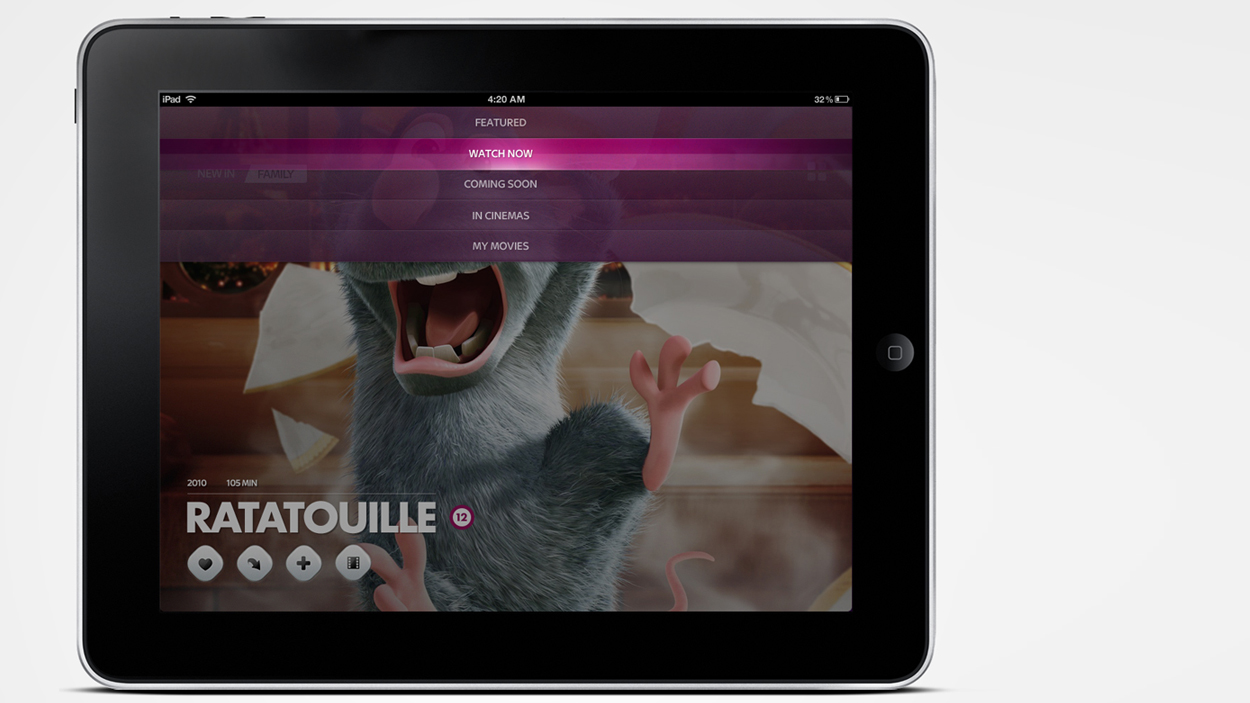 iPad 4:20 AM 32%
FEATURED
WATCH NOW
NEW IN FAMILY
COMING SOON
IN CINEMAS
MY MOVIES
2010 105 MIN
RATATOUILLE 12